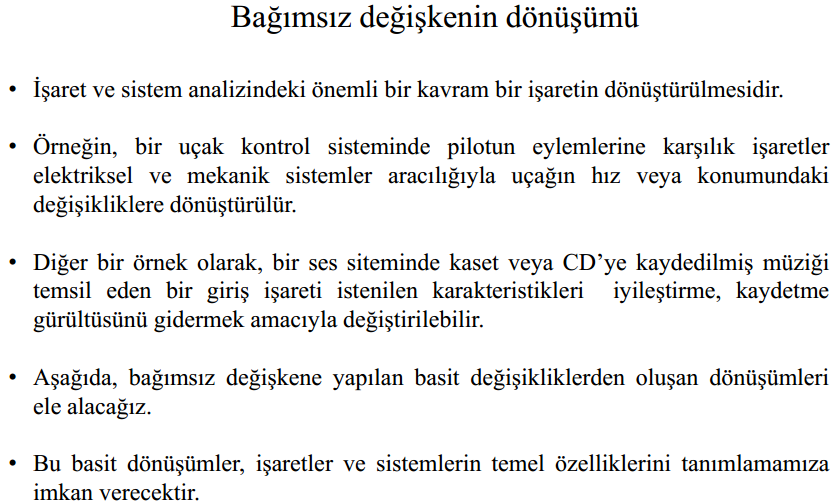 Bağımsız değişkenin dönüşümü
• İşaret ve sistem analizindeki önemli bir kavram bir işaretin dönüştürülmesidir.
• Örneğin, bir uçak kontrol sisteminde pilotun eylemlerine karşılık işaretler
elektriksel ve mekanik sistemler aracılığıyla uçağın hız veya konumundaki
değişikliklere dönüştürülür.
• Diğer bir örnek olarak, bir ses siteminde kaset veya CD’ye kaydedilmiş müziği
temsil eden bir giriş işareti istenilen karakteristikleri iyileştirme, kaydetme
gürültüsünü gidermek amacıyla değiştirilebilir.
• Aşağıda, bağımsız değişkene yapılan basit değişikliklerden oluşan dönüşümleri
ele alacağız.
• Bu basit dönüşümler, işaretler ve sistemlerin temel özelliklerini tanımlamamıza
imkan verecektir.